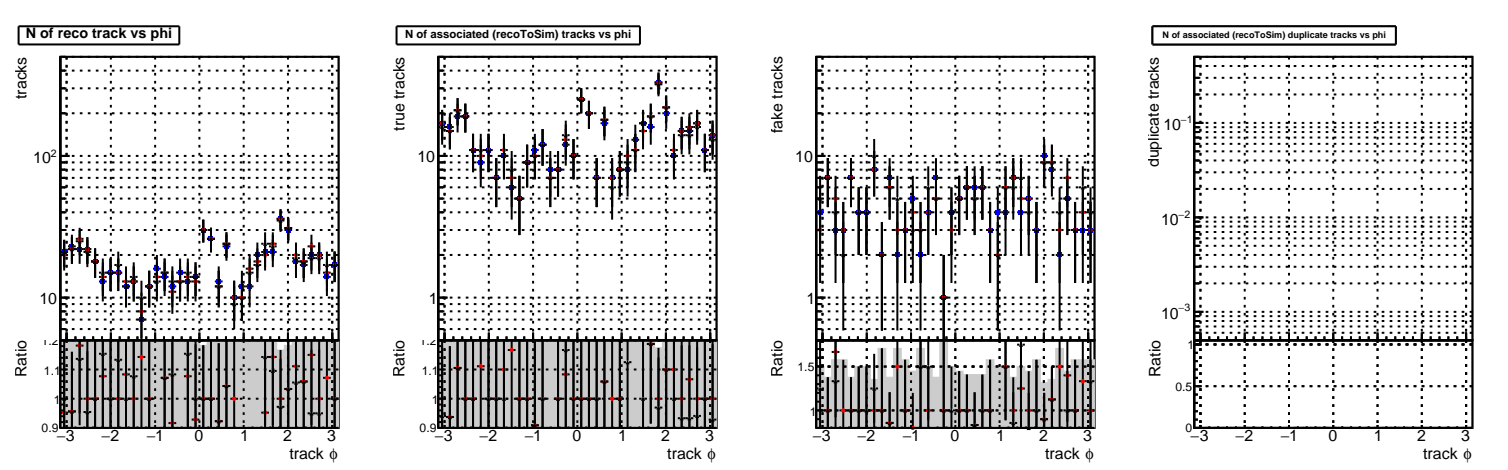 N of reco track vs phi
tracks
10²
10
Ratio
1.2
1.1
1
0.9
−3 −2 −1 0 1 2 3
track ϕ
N of associated (recoToSim) tracks vs phi
true tracks
10
1
Ratio
1.2
1.1
1
0.9
−3 −2 −1 0 1 2 3
track ϕ
fake tracks
10
1
Ratio
1.5
1
−3 −2 −1 0 1 2 3
track ϕ
N of associated (recoToSim) duplicate tracks vs phi
duplicate tracks
10⁻¹
10⁻²
10⁻³
Ratio
1
0.5
0
−3 −2 −1 0 1 2 3
track ϕ